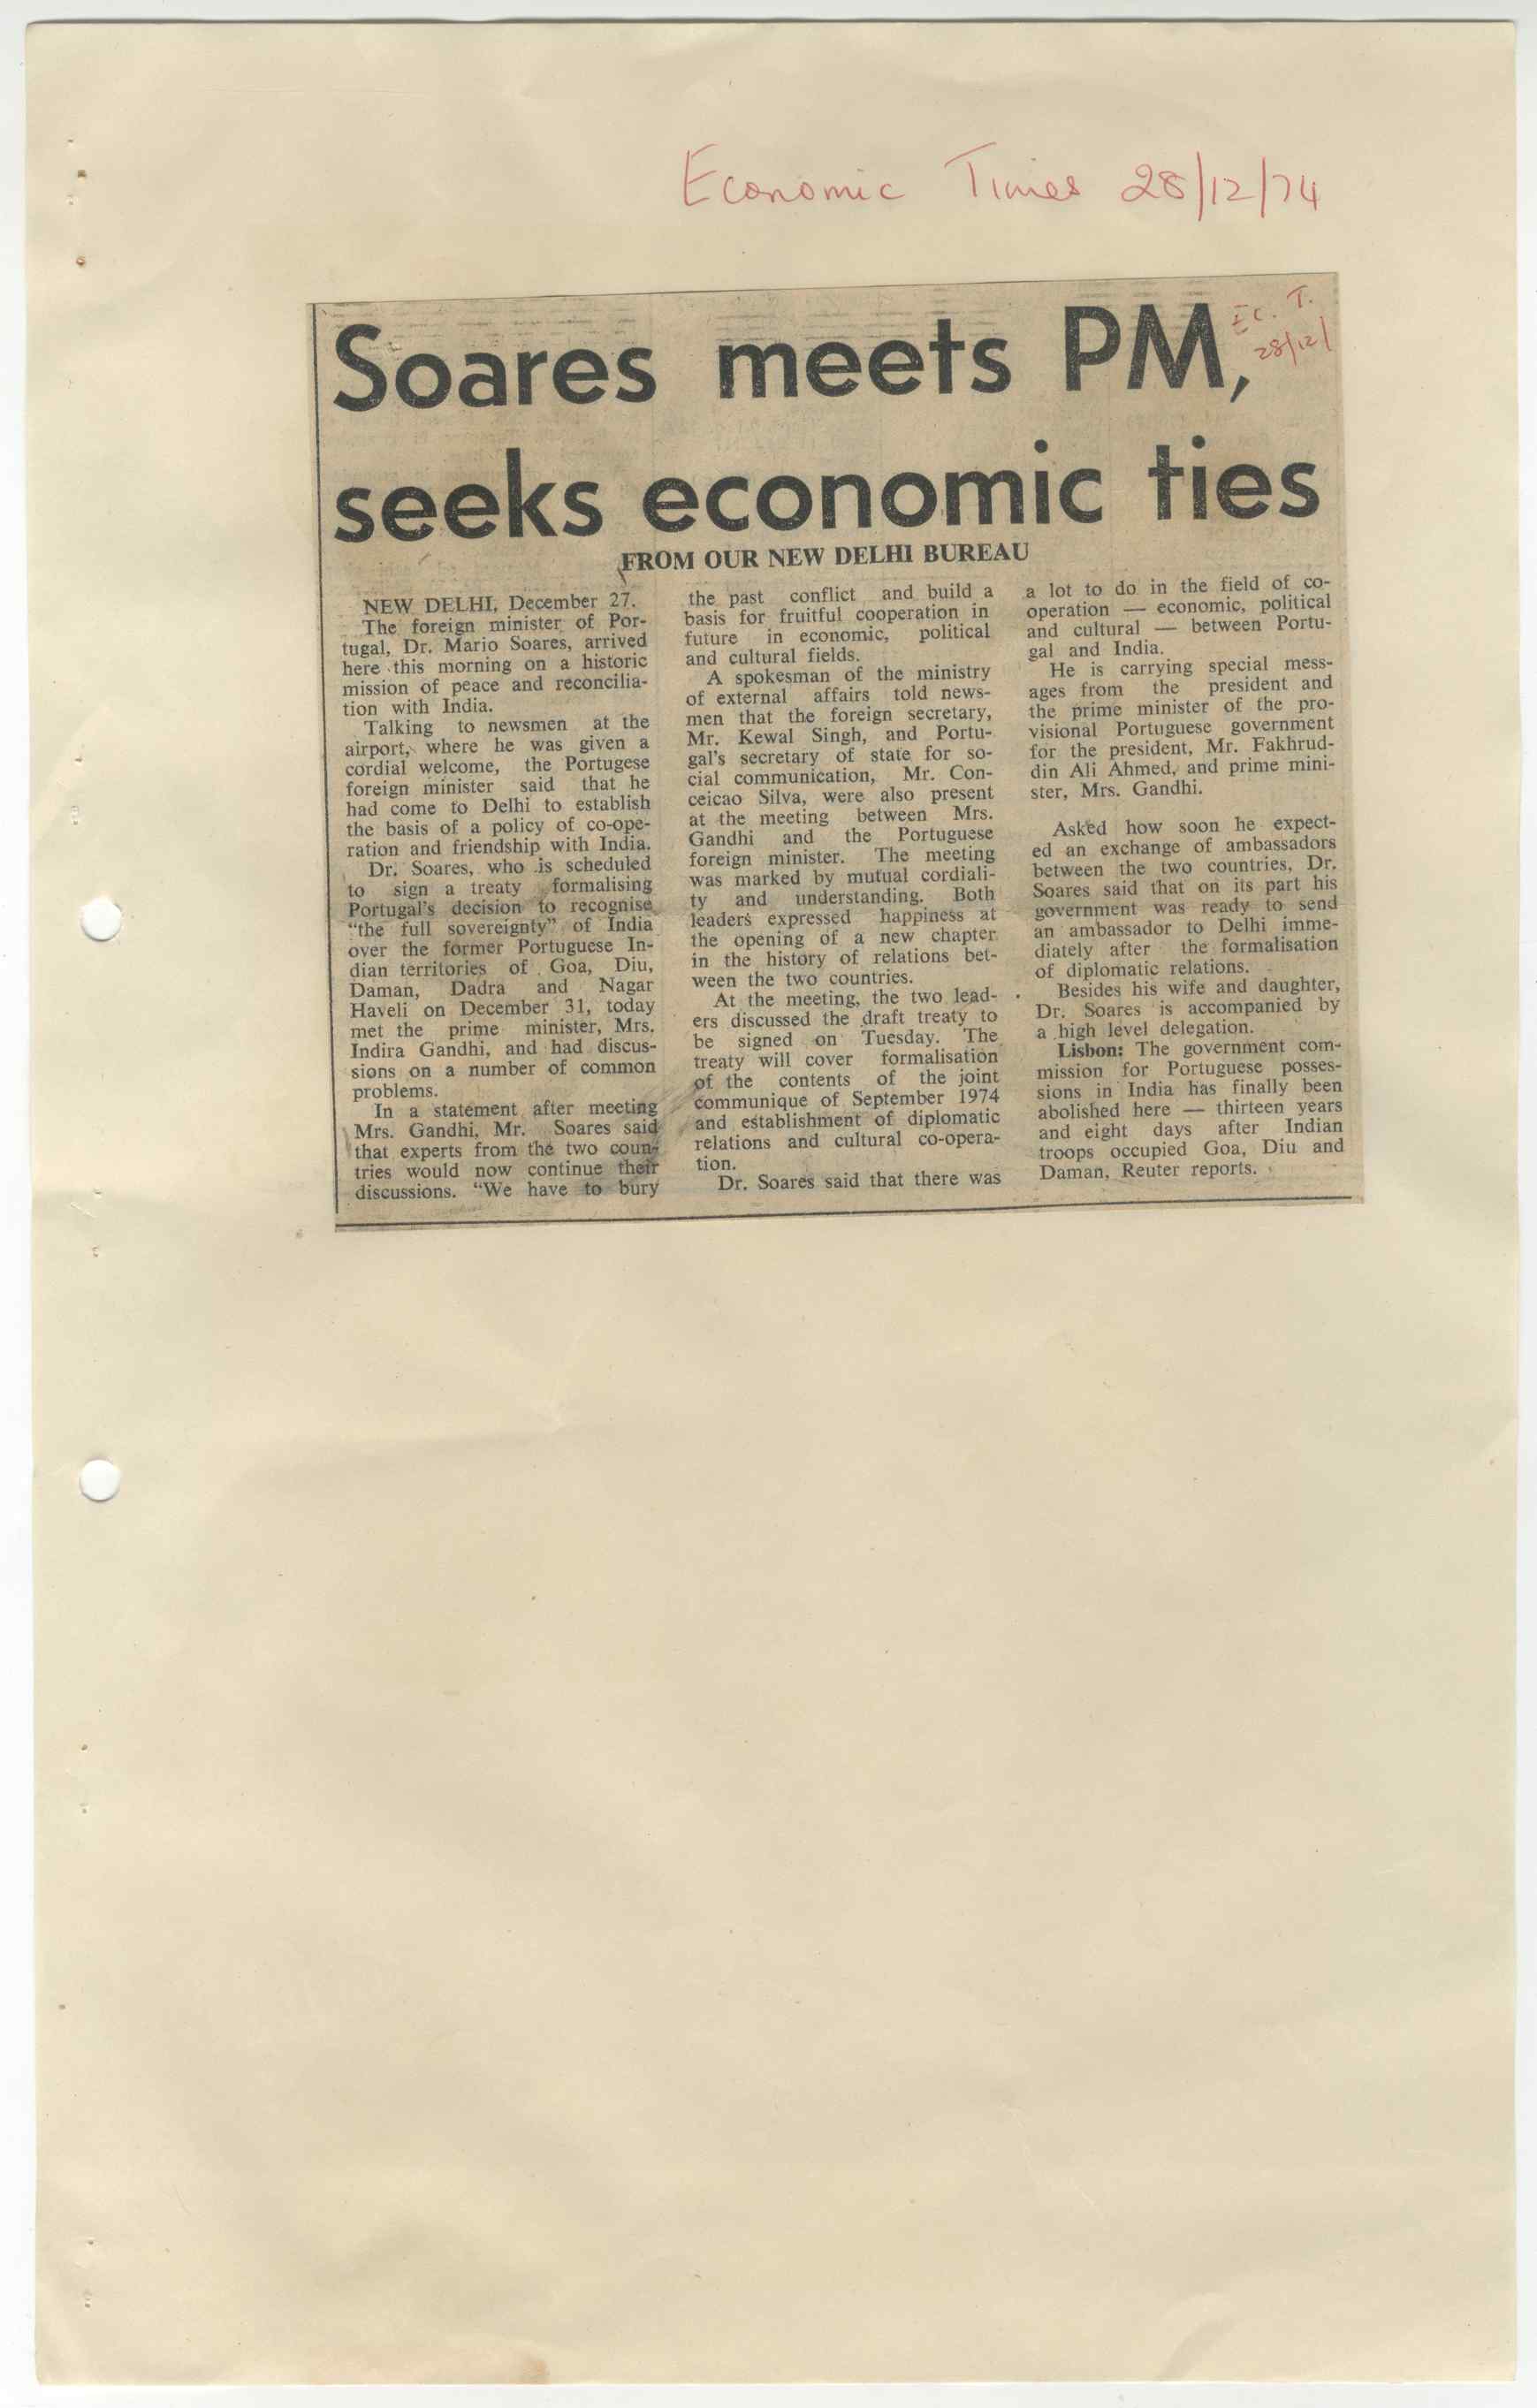 Economic Times 28/12/74
Soares meets PM,
Ec. T.
28/12/
seeks economic ties
FROM OUR NEW DELHI BUREAU
NEW DELHI, December 27.
The foreign minister of Por-
tugal, Dr. Mario Soares, arrived
here this morning on a historic
mission of peace and reconcilia-
tion with India.
Talking to newsmen at the
airport, where he was given a
cordial welcome, the Portugese
foreign minister said that he
had come to Delhi to establish
the basis of a policy of co-ope-
ration and friendship with India.
Dr. Soares, who is scheduled
to sign a treaty formalising
Portugal's decision to recognise
“the full sovereignty” of India
over the former Portuguese In-
dian territories of Goa, Diu,
Daman, Dadra and Nagar
Haveli on December 31, today
met the prime minister, Mrs.
Indira Gandhi, and had discus-
sions on a number of common
problems.
In a statement after meeting
Mrs. Gandhi, Mr. Soares said
that experts from the two coun-
tries would now continue their
discussions. “We have to bury
the past conflict and build a
basis for fruitful cooperation in
future in economic, political
and cultural fields.
A spokesman of the ministry
of external affairs told news-
men that the foreign secretary,
Mr. Kewal Singh, and Portu-
gal's secretary of state for so-
cial communication, Mr. Con-
ceicao Silva, were also present
at the meeting between Mrs.
Gandhi and the Portuguese
foreign minister. The meeting
was marked by mutual cordiali-
ty and understanding. Both
leaders expressed happiness at
the opening of a new chapter
in the history of relations bet-
ween the two countries.
At the meeting, the two lead-
ers discussed the draft treaty to
be signed on Tuesday. The
treaty will cover formalisation
of the contents of the joint
communique of September 1974
and establishment of diplomatic
relations and cultural co-opera-
tion.
Dr. Soares said that there was
a lot to do in the field of co-
operation — economic, political
and cultural — between Portu-
gal and India.
He is carrying special mess-
ages from the president and
the prime minister of the pro-
visional Portuguese government
for the president, Mr. Fakhrud-
din Ali Ahmed, and prime mini-
ster, Mrs. Gandhi.
Asked how soon he expect-
ed an exchange of ambassadors
between the two countries, Dr.
Soares said that on its part his
government was ready to send
an ambassador to Delhi imme-
diately after the formalisation
of diplomatic relations.
Besides his wife and daughter,
Dr. Soares is accompanied by
a high level delegation.
Lisbon: The government com-
mission for Portuguese posses-
sions in India has finally been
abolished here — thirteen years
and eight days after Indian
troops occupied Goa, Diu and
Daman, Reuter reports.